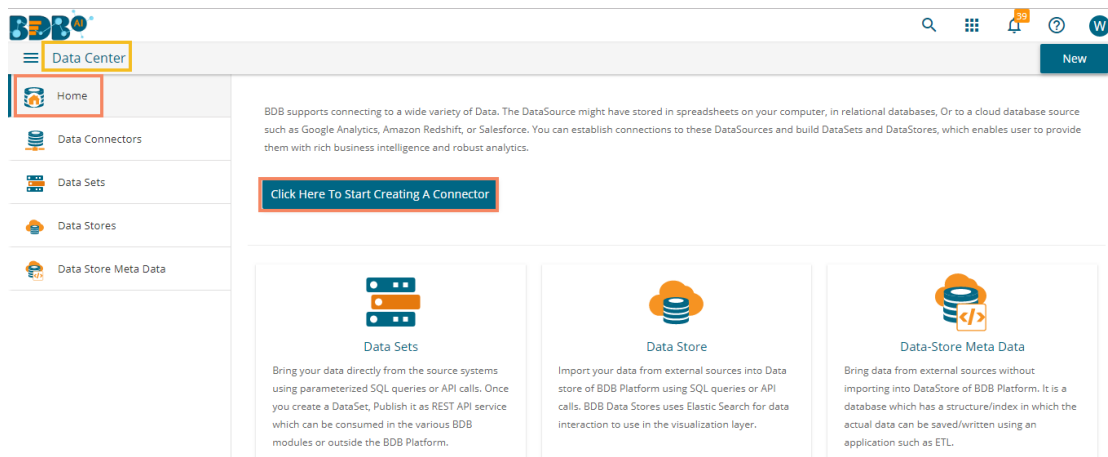 BDB AI
39
W
Data Center
New
Home
Data Connectors
Data Sets
Data Stores
Data Store Meta Data
BDB supports connecting to a wide variety of Data. The DataSource might have stored in spreadsheets on your computer, in relational databases, Or to a cloud database source
such as Google Analytics, Amazon Redshift, or Salesforce. You can establish connections to these DataSources and build DataSets and DataStores, which enables user to provide
them with rich business intelligence and robust analytics.
Click Here To Start Creating A Connector
Data Sets
Bring your data directly from the source systems
using parameterized SQL queries or API calls. Once
you create a DataSet, Publish it as REST API service
which can be consumed in the various BDB
modules or outside the BDB Platform.
Data Store
Import your data from external sources into Data
store of BDB Platform using SQL queries or API
calls. BDB Data Stores uses Elastic Search for data
interaction to use in the visualization layer.
</> Data-Store Meta Data
Bring data from external sources without
importing into DataStore of BDB Platform. It is a
database which has a structure/index in which the
actual data can be saved/written using an
application such as ETL.